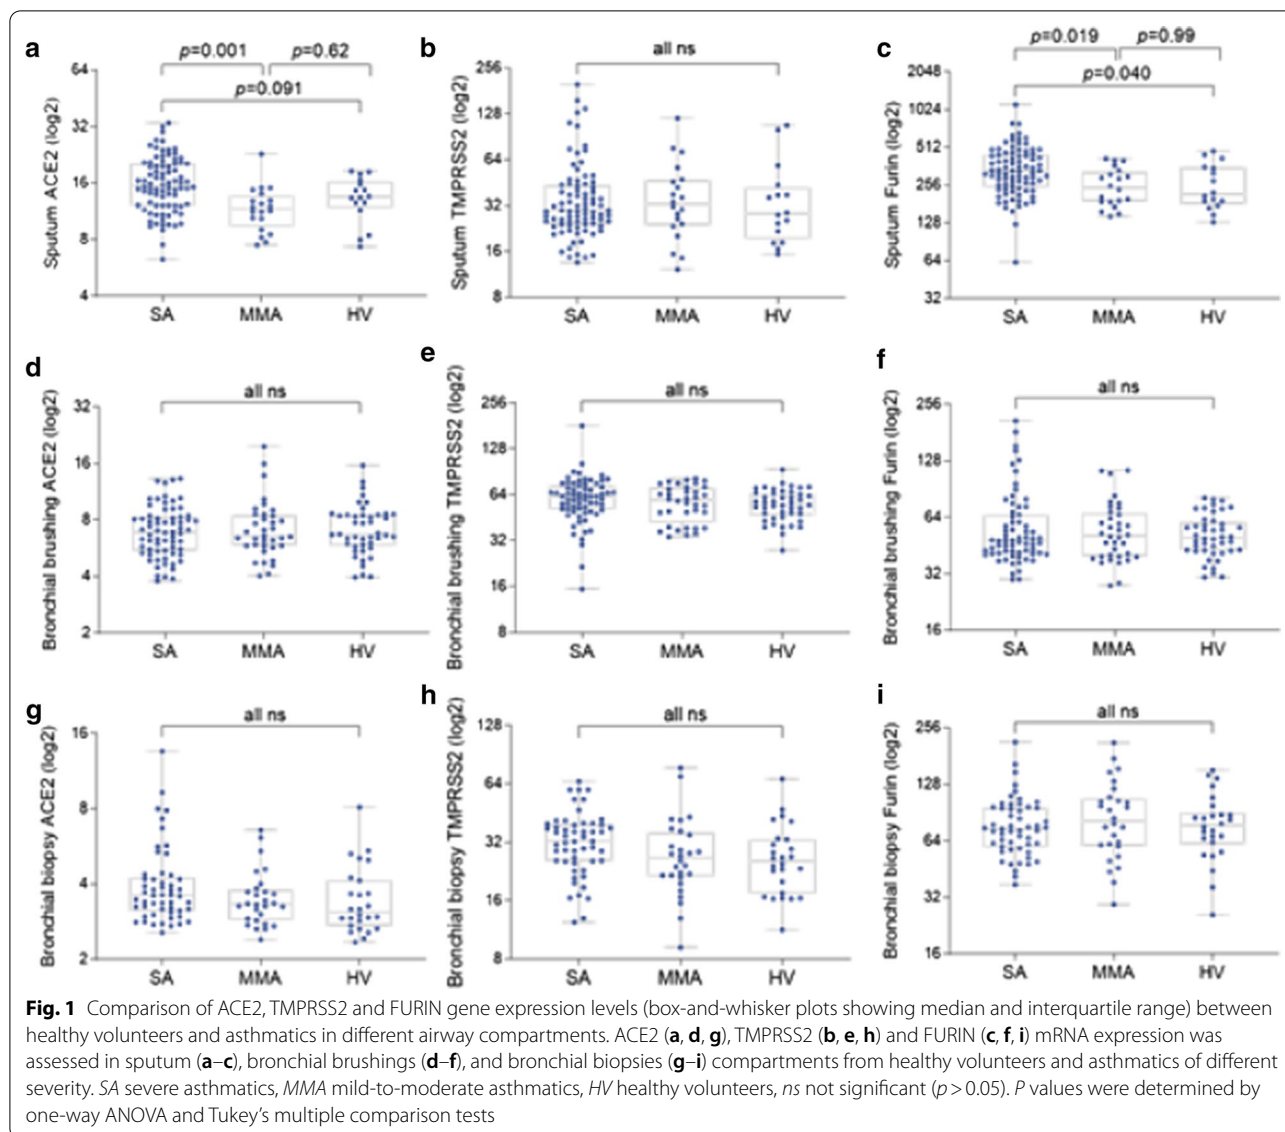 a
p=0.001
p=0.62
p=0.091
Sputum ACE2 (log2)
64
32
16
8
4
SA
MMA
HV
b
all ns
Sputum TMPRSS2 (log2)
256
128
64
32
16
8
SA
MMA
HV
c
p=0.019
p=0.99
p=0.040
Sputum Furin (log2)
2048
1024
512
256
128
64
32
SA
MMA
HV
d
all ns
Bronchial brushing ACE2 (log2)
32
16
8
4
2
SA
MMA
HV
e
all ns
Bronchial brushing TMPRSS2 (log2)
256
128
64
32
16
8
SA
MMA
HV
f
all ns
Bronchial brushing Furin (log2)
256
128
64
32
16
SA
MMA
HV
g
all ns
Bronchial biopsy ACE2 (log2)
16
8
4
2
SA
MMA
HV
h
all ns
Bronchial biopsy TMPRSS2 (log2)
128
64
32
16
8
SA
MMA
HV
i
all ns
Bronchial biopsy Furin (log2)
256
128
64
32
16
SA
MMA
HV
Fig. 1 Comparison of ACE2, TMPRSS2 and FURIN gene expression levels (box-and-whisker plots showing median and interquartile range) between
healthy volunteers and asthmatics in different airway compartments. ACE2 (a, d, g), TMPRSS2 (b, e, h) and FURIN (c, f, i) mRNA expression was
assessed in sputum (a–c), bronchial brushings (d–f), and bronchial biopsies (g–i) compartments from healthy volunteers and asthmatics of different
severity. SA severe asthmatics, MMA mild-to-moderate asthmatics, HV healthy volunteers, ns not significant (p > 0.05). P values were determined by
one-way ANOVA and Tukey's multiple comparison tests